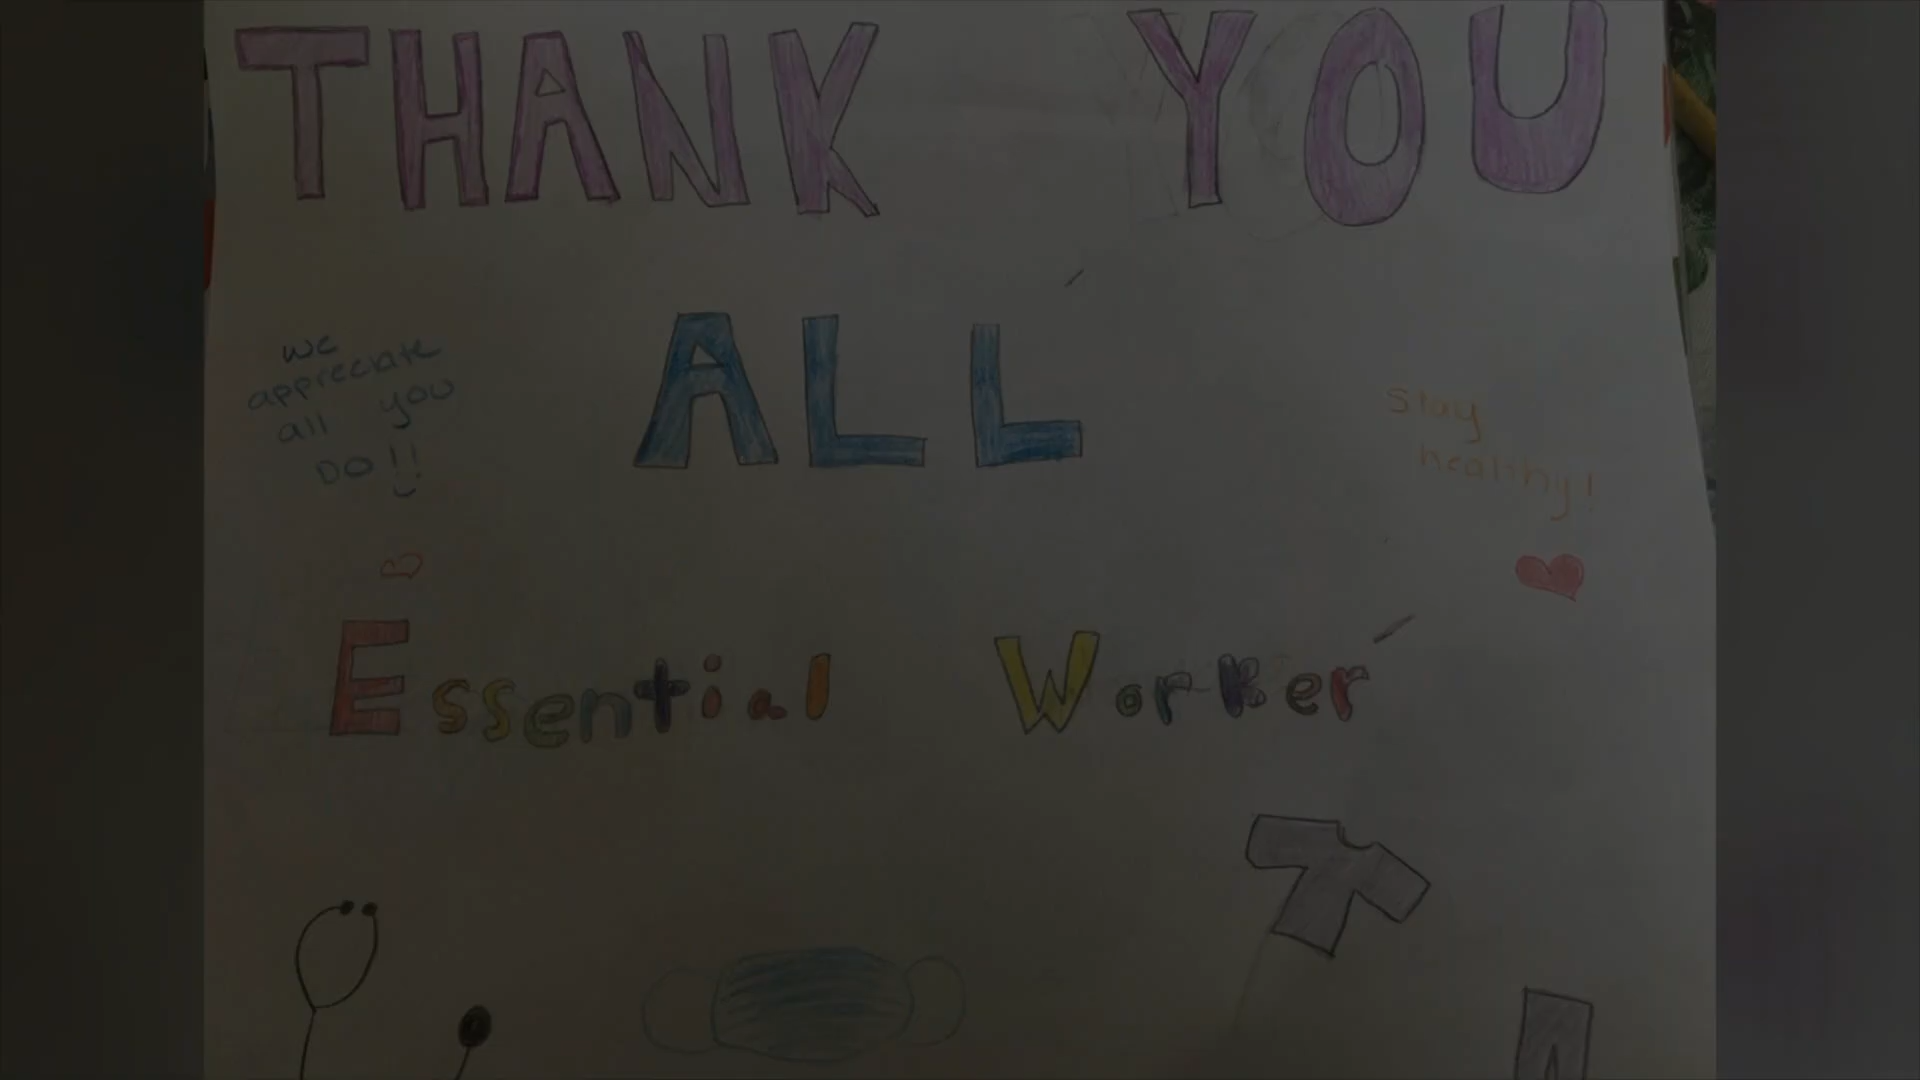 THANK YOU
ALL
we
appreciate
all you
DO!!
Stay
healthy!
Essential Worker